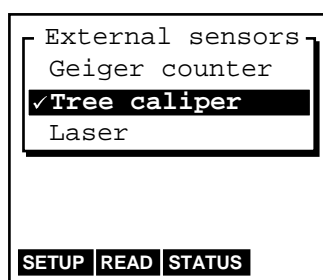 External sensors
Geiger counter
✓Tree caliper
Laser
SETUP READ STATUS